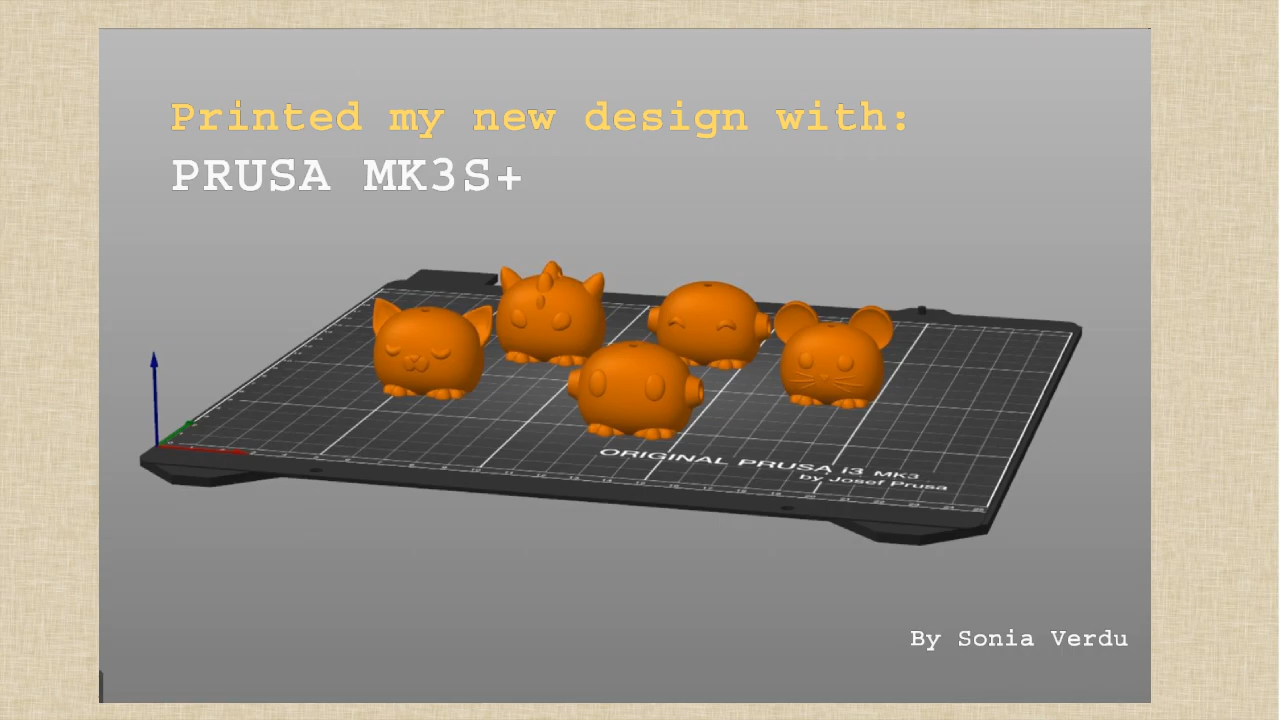 Printed my new design with:
PRUSA MK3S+
ORIGINAL PRUSA i3 MK3
by Josef Prusa
By Sonia Verdu